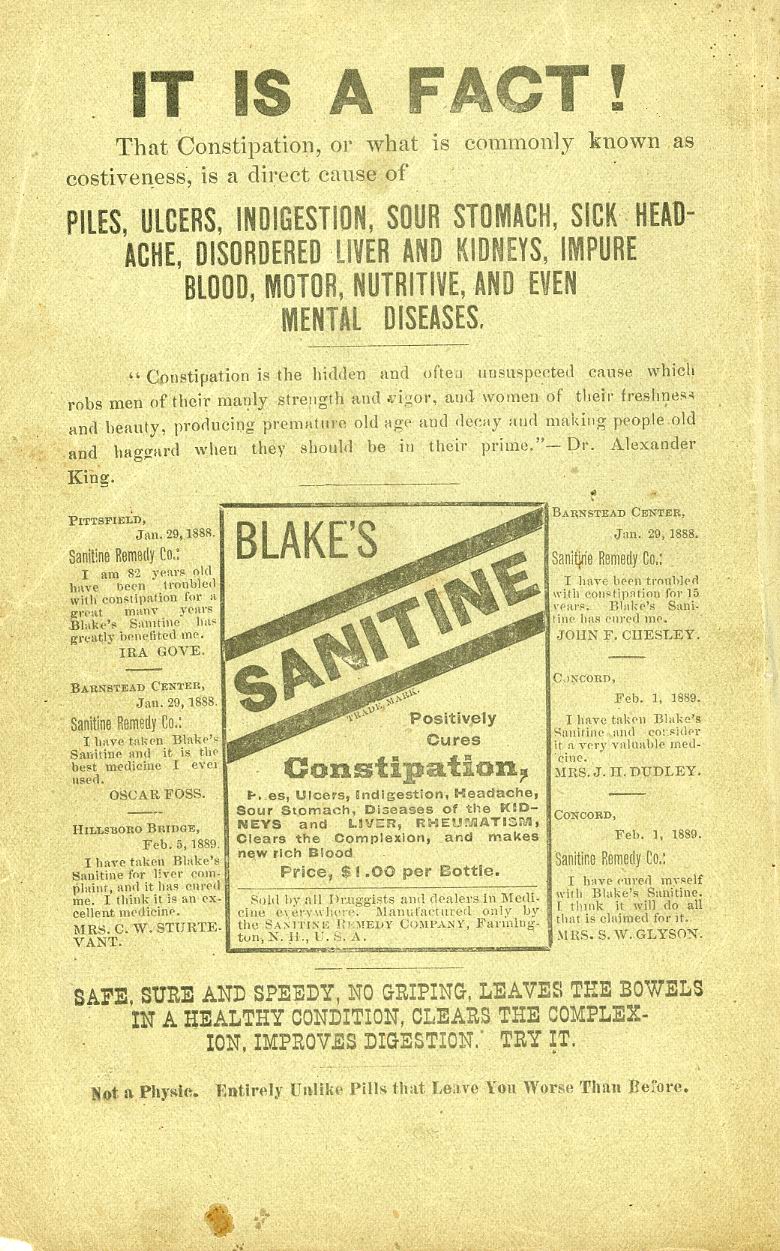 IT IS A FACT!
That Constipation, or what is commonly known as
costiveness, is a direct cause of
PILES, ULCERS, INDIGESTION, SOUR STOMACH, SICK HEAD-
ACHE, DISORDERED LIVER AND KIDNEYS, IMPURE
BLOOD, MOTOR, NUTRITIVE, AND EVEN
MENTAL DISEASES.
“Constipation is the hidden and often unsuspected cause which
robs men of their manly strength and vigor, and women of their freshness
and beauty, producing premature old age and decay and making people old
and haggard when they should be in their prime.”—Dr. Alexander
King.
PITTSFIELD,
Jan. 29, 1888.
Sanitine Remedy Co.:
I am 82 years old
have been troubled
with constipation for a
great many years
Blake's Sanitine has
greatly benefited me.
IRA GOVE.
BARNSTEAD CENTER,
Jan. 29, 1888.
Sanitine Remedy Co.:
I have taken Blake's
Sanitine and it is the
best medicine I ever
used.
OSCAR FOSS.
HILLSBORO BRIDGE,
Feb. 5, 1889.
I have taken Blake's
Sanitine for liver com-
plaint, and it has cured
me. I think it is an ex-
cellent medicine.
MRS. C. W. STURTE-
VANT.
BLAKE'S
SANITINE
TRADE MARK.
Positively
Cures
Constipation,
P..es, Ulcers, Indigestion, Headache,
Sour Stomach, Diseases of the KID-
NEYS and LIVER, RHEUMATISM,
Clears the Complexion, and makes
new rich Blood
Price, $1.00 per Bottle.
Sold by all Druggists and dealers in Medi-
cine everywhere. Manufactured only by
the SANITINE REMEDY COMPANY, Farming-
ton, N. H., U. S. A.
BARNSTEAD CENTER,
Jan. 29, 1888.
Sanitine Remedy Co.:
I have been troubled
with constipation for 15
years. Blake's Sani-
tine has cured me.
JOHN F. CHESLEY.
CONCORD,
Feb. 1, 1889.
I have taken Blake's
Sanitine and consider
it a very valuable med-
icine.
MRS. J. H. DUDLEY.
CONCORD,
Feb. 1, 1889.
Sanitine Remedy Co.:
I have cured myself
with Blake's Sanitine.
I think it will do all
that is claimed for it.
MRS. S. W. GLYSON.
SAFE, SURE AND SPEEDY, NO GRIPING, LEAVES THE BOWELS
IN A HEALTHY CONDITION, CLEARS THE COMPLEX-
ION, IMPROVES DIGESTION. TRY IT.
Not a Physic. Entirely Unlike Pills that Leave You Worse Than Before.